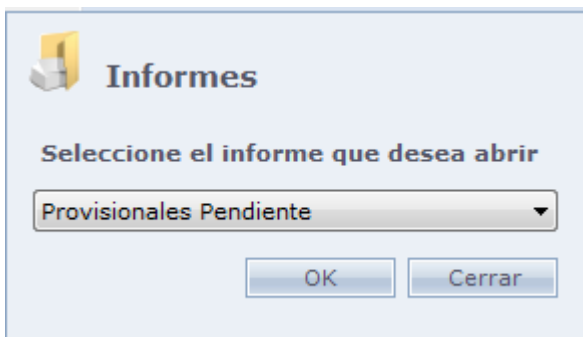 Informes
Seleccione el informe que desea abrir
Provisionales Pendiente
OK Cerrar